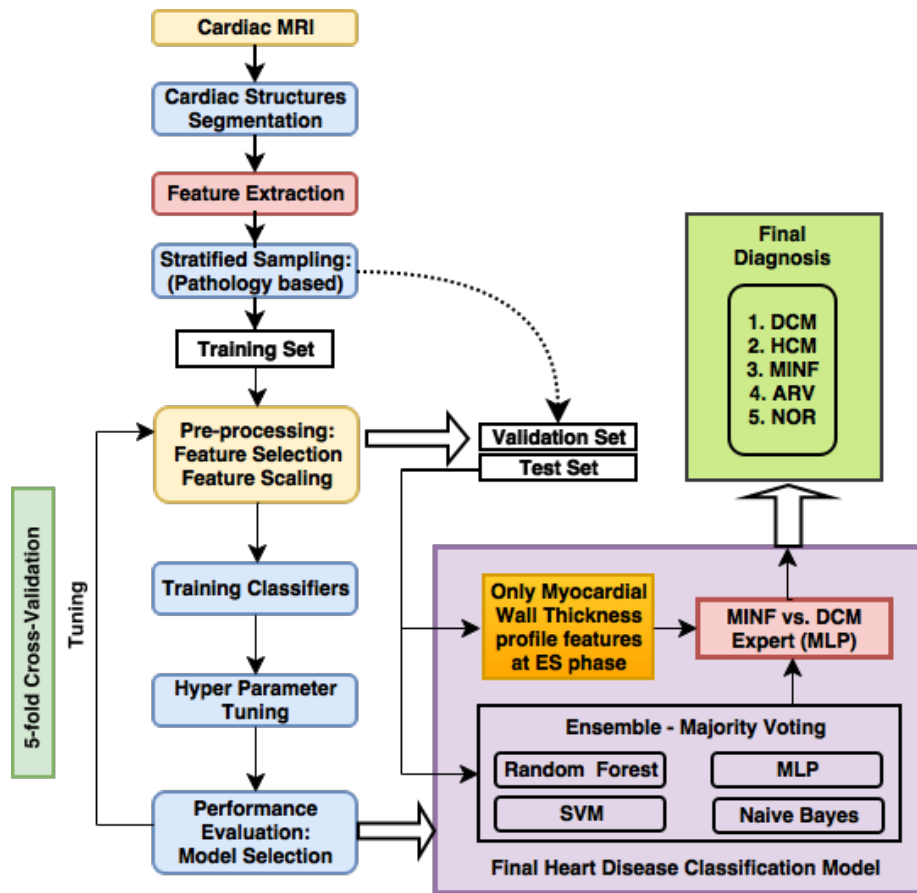 Cardiac MRI
Cardiac Structures
Segmentation
Feature Extraction
Stratified Sampling:
(Pathology based)
Training Set
Pre-processing:
Feature Selection
Feature Scaling
Validation Set
Test Set
Training Classifiers
Hyper Parameter
Tuning
Performance
Evaluation:
Model Selection
5-fold Cross-Validation
Tuning
Final
Diagnosis
1. DCM
2. HCM
3. MINF
4. ARV
5. NOR
Only Myocardial
Wall Thickness
profile features
at ES phase
MINF vs. DCM
Expert (MLP)
Ensemble - Majority Voting
Random Forest
MLP
SVM
Naive Bayes
Final Heart Disease Classification Model